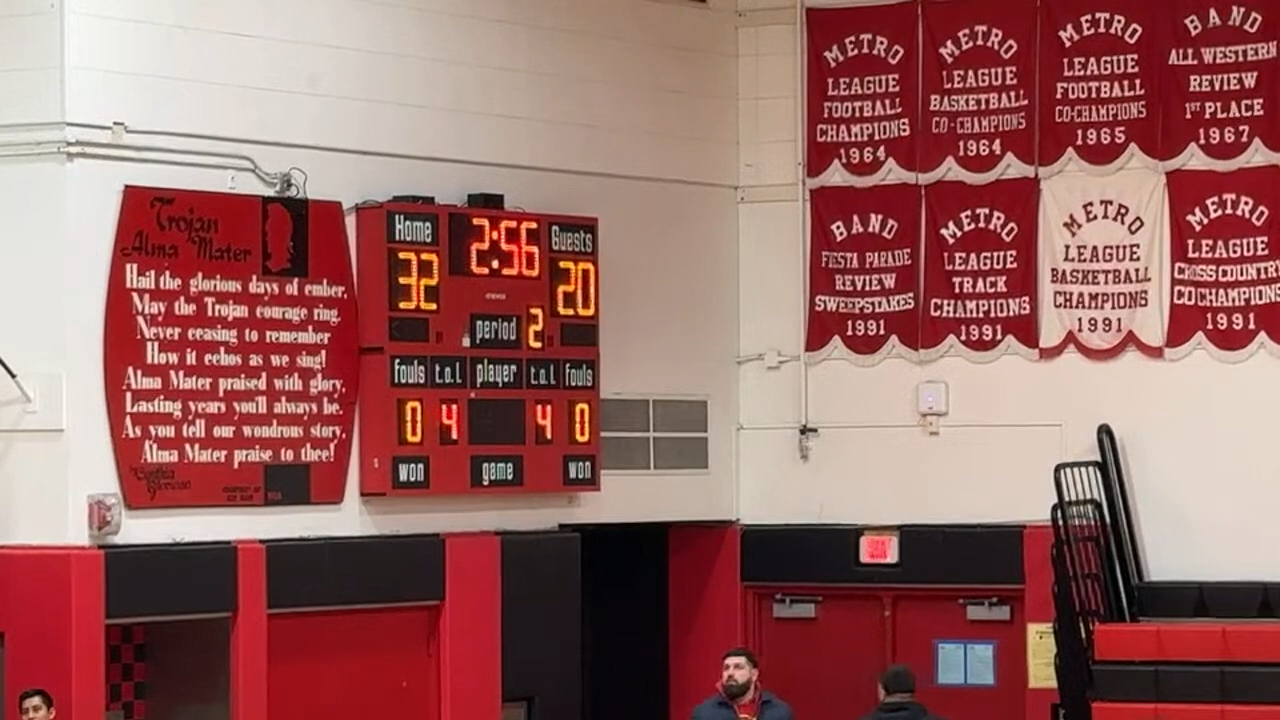 Trojan
Alma Mater
Hail the glorious days of ember,
May the Trojan courage ring,
Never ceasing to remember
How it echos as we sing!
Alma Mater praised with glory,
Lasting years you'll always be.
As you tell our wondrous story,
Alma Mater praise to thee!
Home
2:56
Guests
32
20
period 2
fouls t.o.l. player t.o.l. fouls
0 4 4 0
won game won
METRO
LEAGUE
FOOTBALL
CHAMPIONS
1964
METRO
LEAGUE
BASKETBALL
CO-CHAMPIONS
1964
METRO
LEAGUE
FOOTBALL
CO-CHAMPIONS
1965
BAND
ALL WESTERN
REVIEW
1ST PLACE
1967
BAND
FIESTA PARADE
REVIEW
SWEEPSTAKES
1991
METRO
LEAGUE
TRACK
CHAMPIONS
1991
METRO
LEAGUE
BASKETBALL
CHAMPIONS
1991
METRO
LEAGUE
CROSS COUNTRY
CO CHAMPIONS
1991